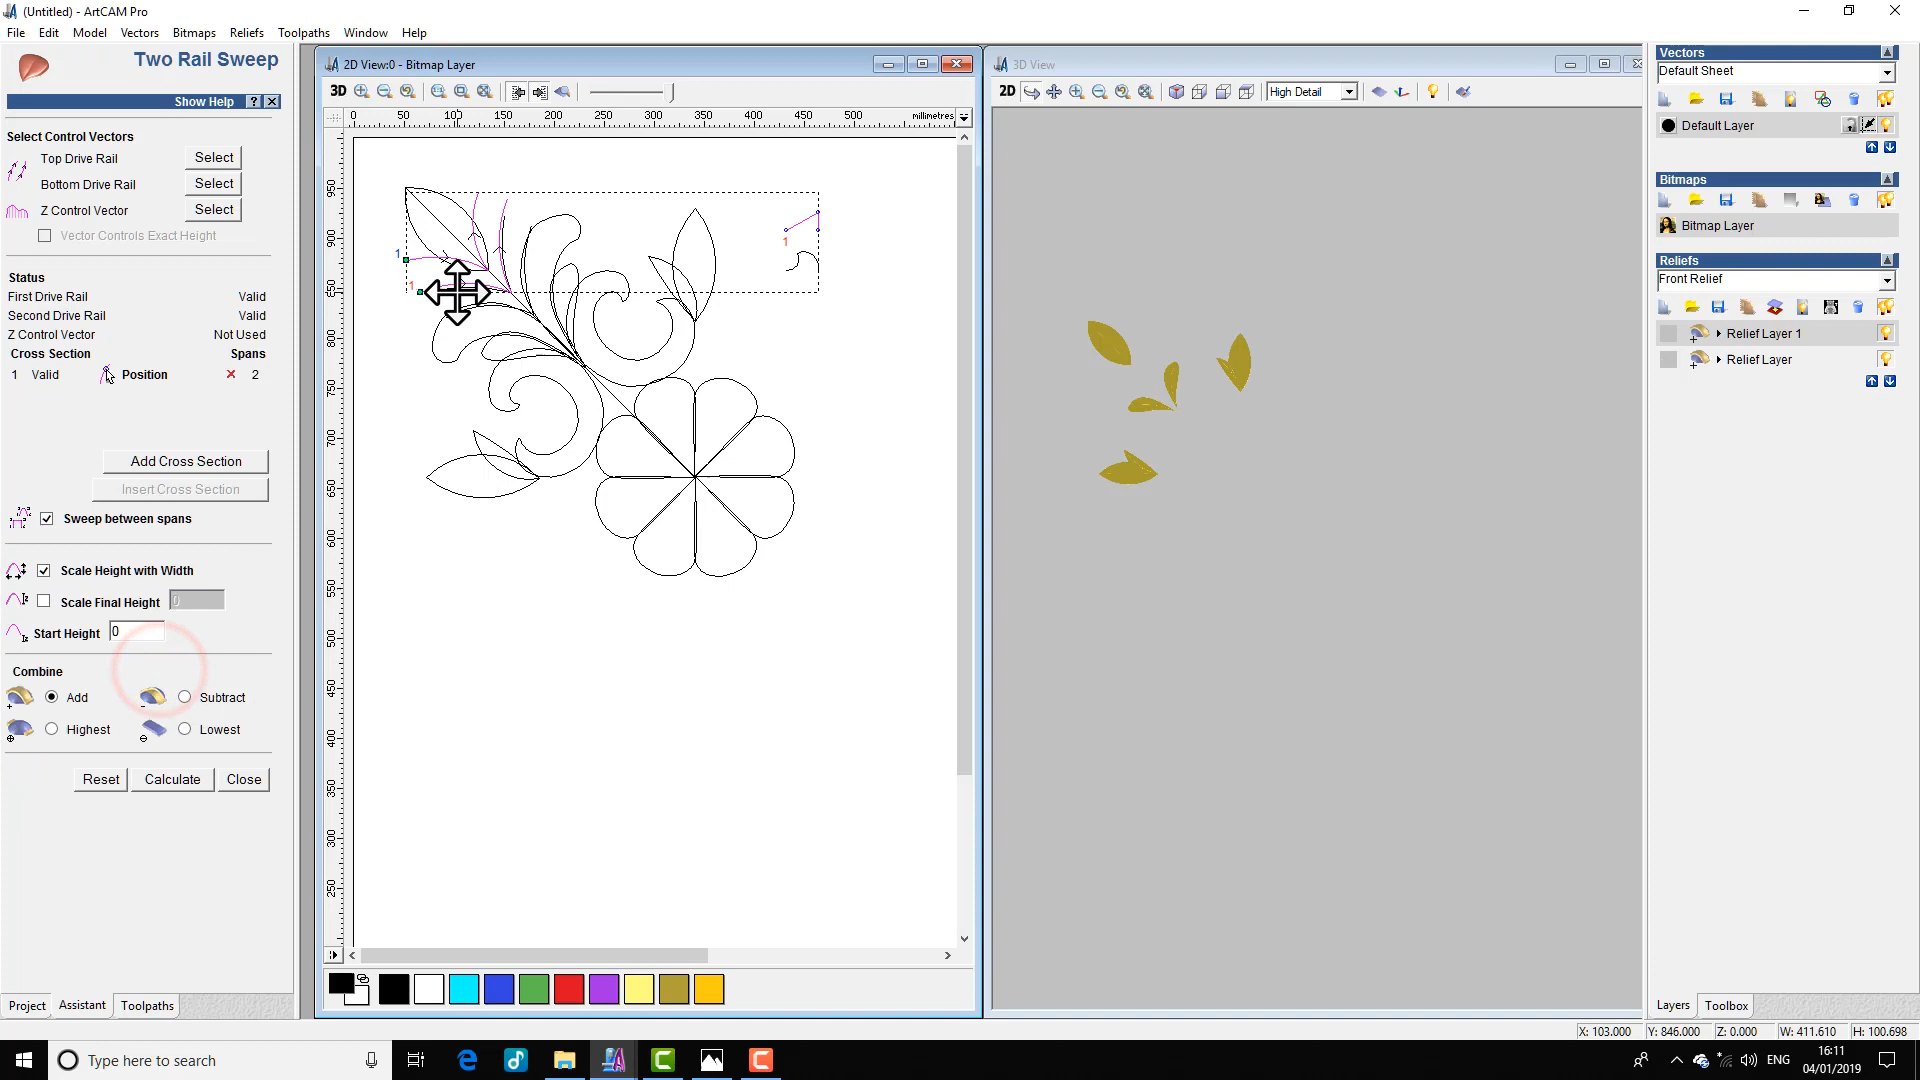 (Untitled) - ArtCAM Pro
File Edit Model Vectors Bitmaps Reliefs Toolpaths Window Help
Two Rail Sweep
Show Help ?
Select Control Vectors
Top Drive Rail Select
Bottom Drive Rail Select
Z Control Vector Select
Vector Controls Exact Height
Status
First Drive Rail Valid
Second Drive Rail Valid
Z Control Vector Not Used
Cross Section Spans
1 Valid Position 2
Add Cross Section
Insert Cross Section
Sweep between spans
Scale Height with Width
Scale Final Height 0
Start Height 0
Combine
Add Subtract
Highest Lowest
Reset Calculate Close
Project Assistant Toolpaths
2D View:0 - Bitmap Layer
3D
0 50 100 150 200 250 300 350 400 450 500 millimetres
950
900
850
800
750
700
650
600
550
500
450
400
350
300
250
1
1
1
3D View
2D High Detail
Vectors
Default Sheet
Default Layer
Bitmaps
Bitmap Layer
Reliefs
Front Relief
Relief Layer 1
Relief Layer
Layers Toolbox
X: 103.000 Y: 846.000 Z: 0.000 W: 411.610 H: 100.698
Type here to search
ENG
16:11
04/01/2019